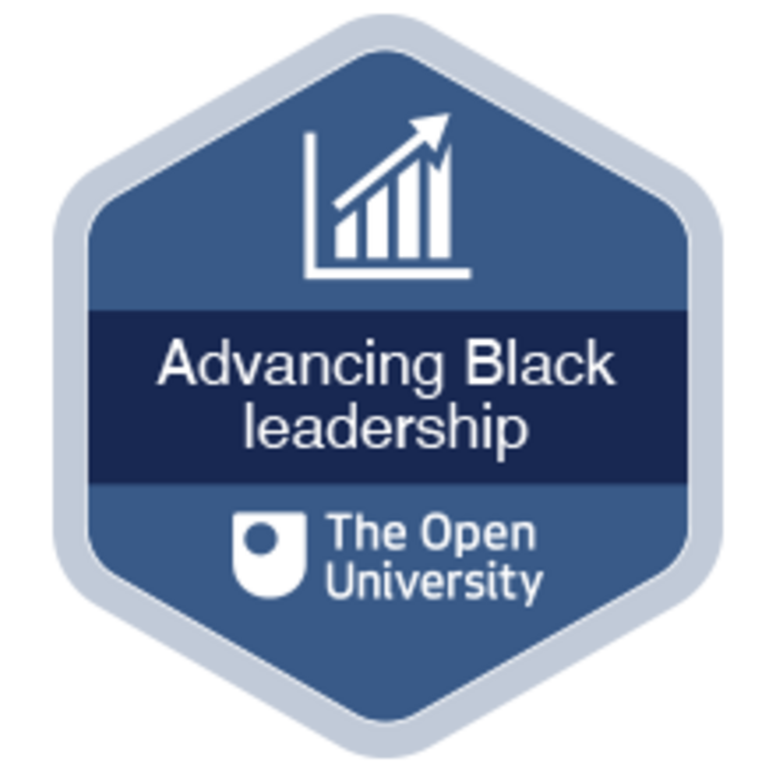 Advancing Black
leadership
The Open
University